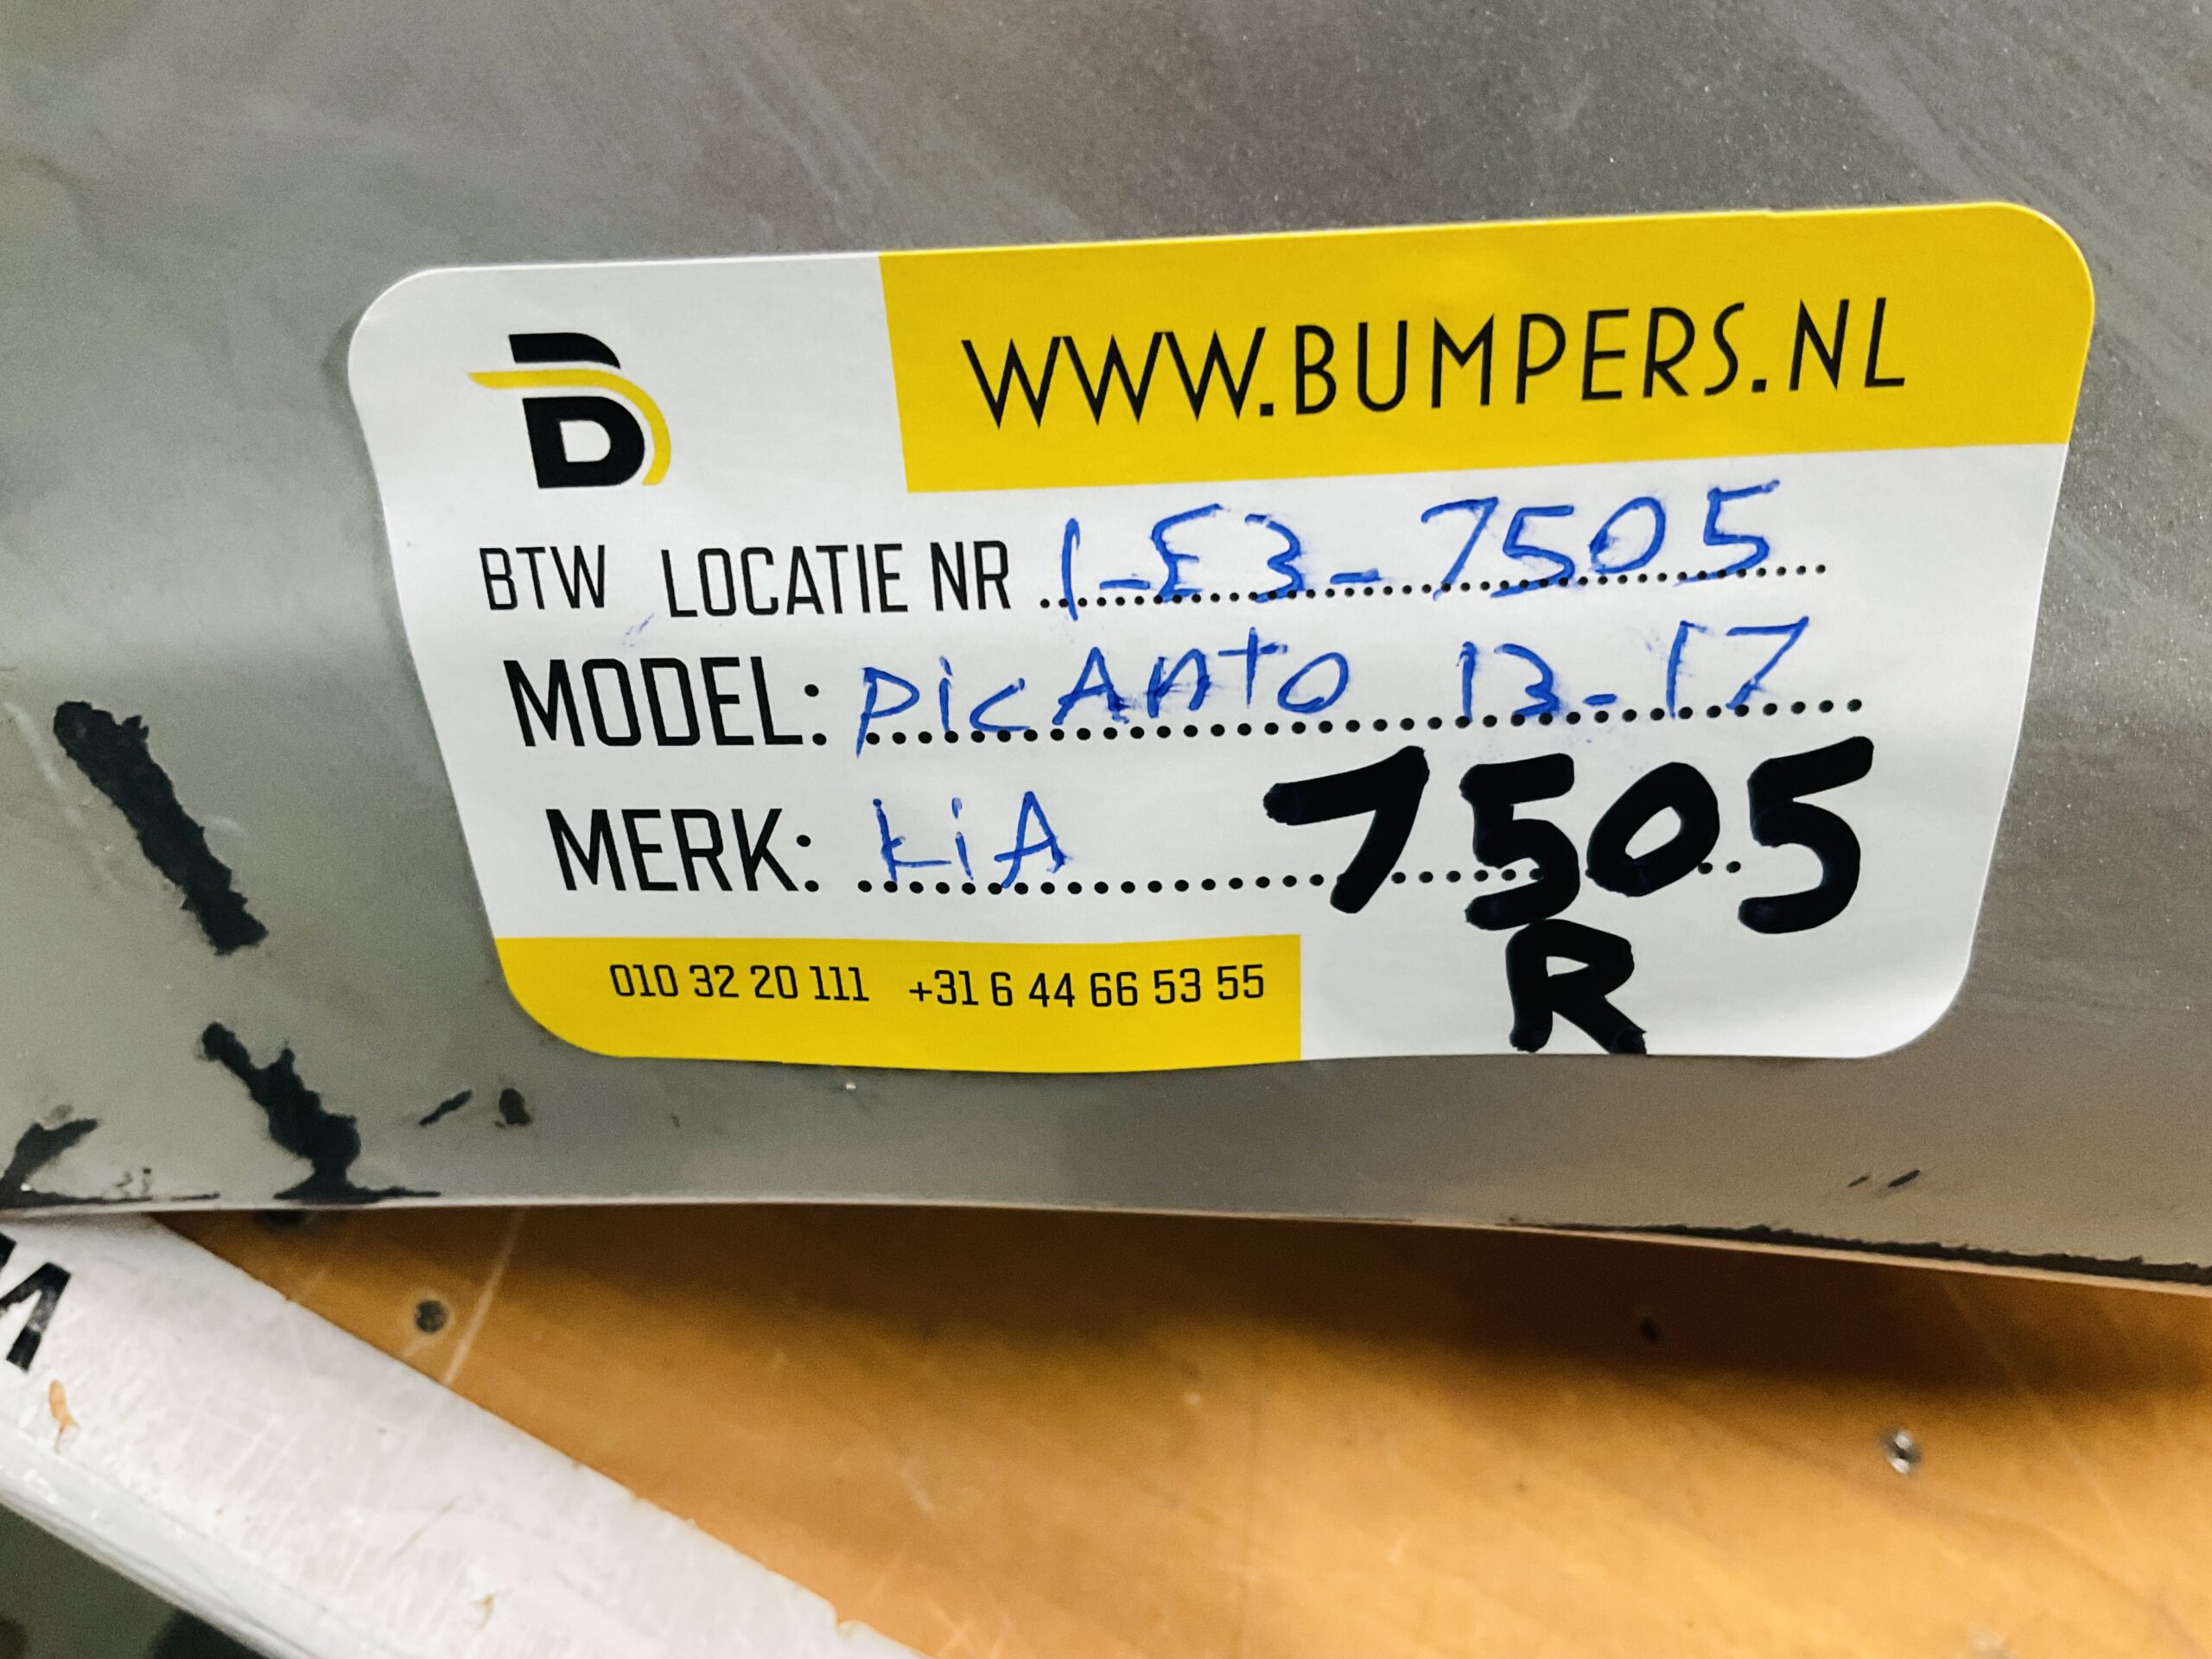 WWW.BUMPERS.NL
BTW LOCATIE NR 1-E3-7505
MODEL: picAnto 13-17
MERK: kiA 7505
R
010 32 20 111 +31 6 44 66 53 55
M